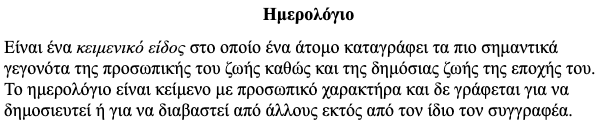 Ημερολόγιο
Είναι ένα κειμενικό είδος στο οποίο ένα άτομο καταγράφει τα πιο σημαντικά
γεγονότα της προσωπικής του ζωής καθώς και της δημόσιας ζωής της εποχής του.
Το ημερολόγιο είναι κείμενο με προσωπικό χαρακτήρα και δε γράφεται για να
δημοσιευτεί ή για να διαβαστεί από άλλους εκτός από τον ίδιο τον συγγραφέα.